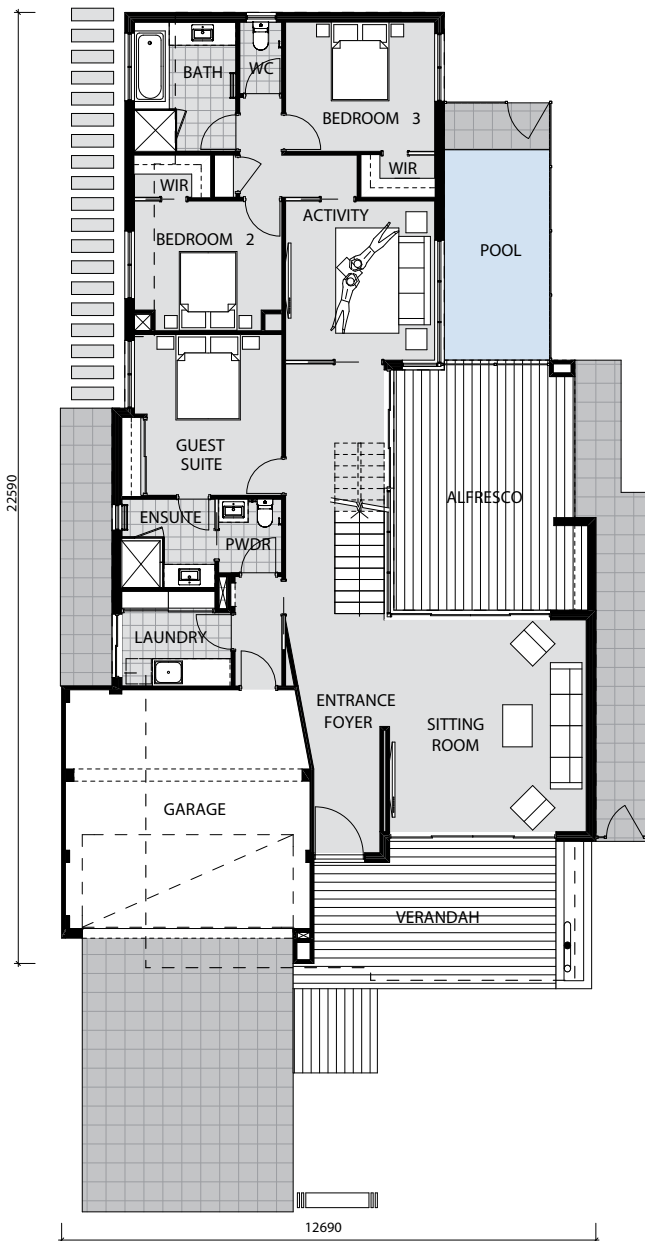 BATH
WC
BEDROOM 3
WIR
WIR
ACTIVITY
BEDROOM 2
POOL
GUEST
SUITE
ALFRESCO
ENSUITE
PWDR
LAUNDRY
ENTRANCE
FOYER
SITTING
ROOM
GARAGE
VERANDAH
22590
12690